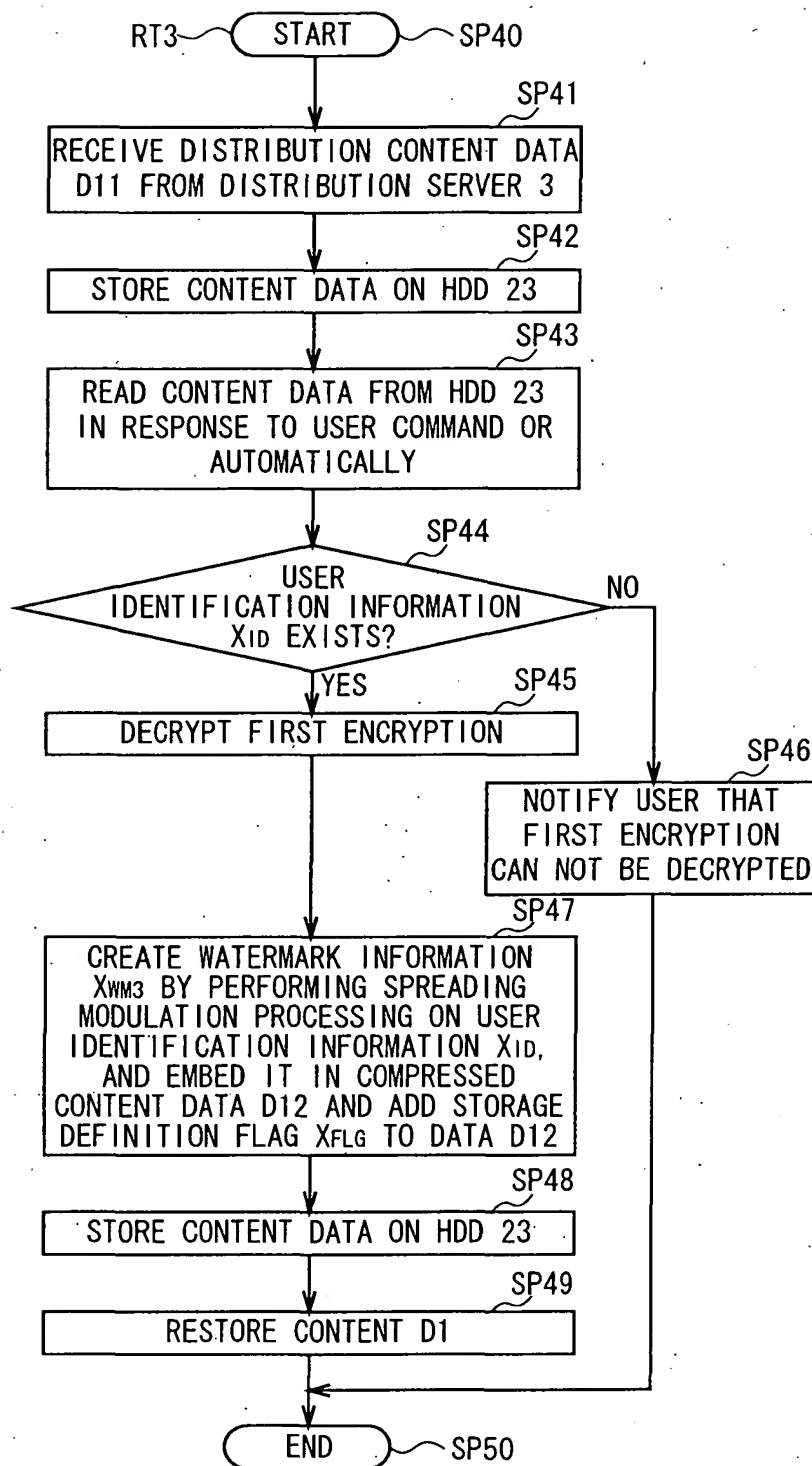 RT3 START SP40
SP41
RECEIVE DISTRIBUTION CONTENT DATA
D11 FROM DISTRIBUTION SERVER 3
SP42
STORE CONTENT DATA ON HDD 23
SP43
READ CONTENT DATA FROM HDD 23
IN RESPONSE TO USER COMMAND OR
AUTOMATICALLY
SP44
USER
IDENTIFICATION INFORMATION
XID EXISTS?
NO
YES
SP45
DECRYPT FIRST ENCRYPTION
SP46
NOTIFY USER THAT
FIRST ENCRYPTION
CAN NOT BE DECRYPTED
SP47
CREATE WATERMARK INFORMATION
XWM3 BY PERFORMING SPREADING
MODULATION PROCESSING ON USER
IDENTIFICATION INFORMATION XID,
AND EMBED IT IN COMPRESSED
CONTENT DATA D12 AND ADD STORAGE
DEFINITION FLAG XFLG TO DATA D12
SP48
STORE CONTENT DATA ON HDD 23
SP49
RESTORE CONTENT D1
END SP50